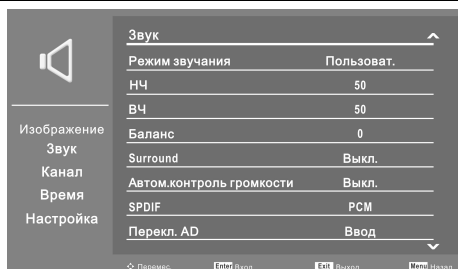 Звук
Режим звучания Пользоват.
НЧ 50
ВЧ 50
Баланс 0
Surround Выкл.
Автом.контроль громкости Выкл.
SPDIF PCM
Перекл. AD Ввод
Изображение
Звук
Канал
Время
Настройка
Перемес. Enter Вход Exit Выход Menu Назад